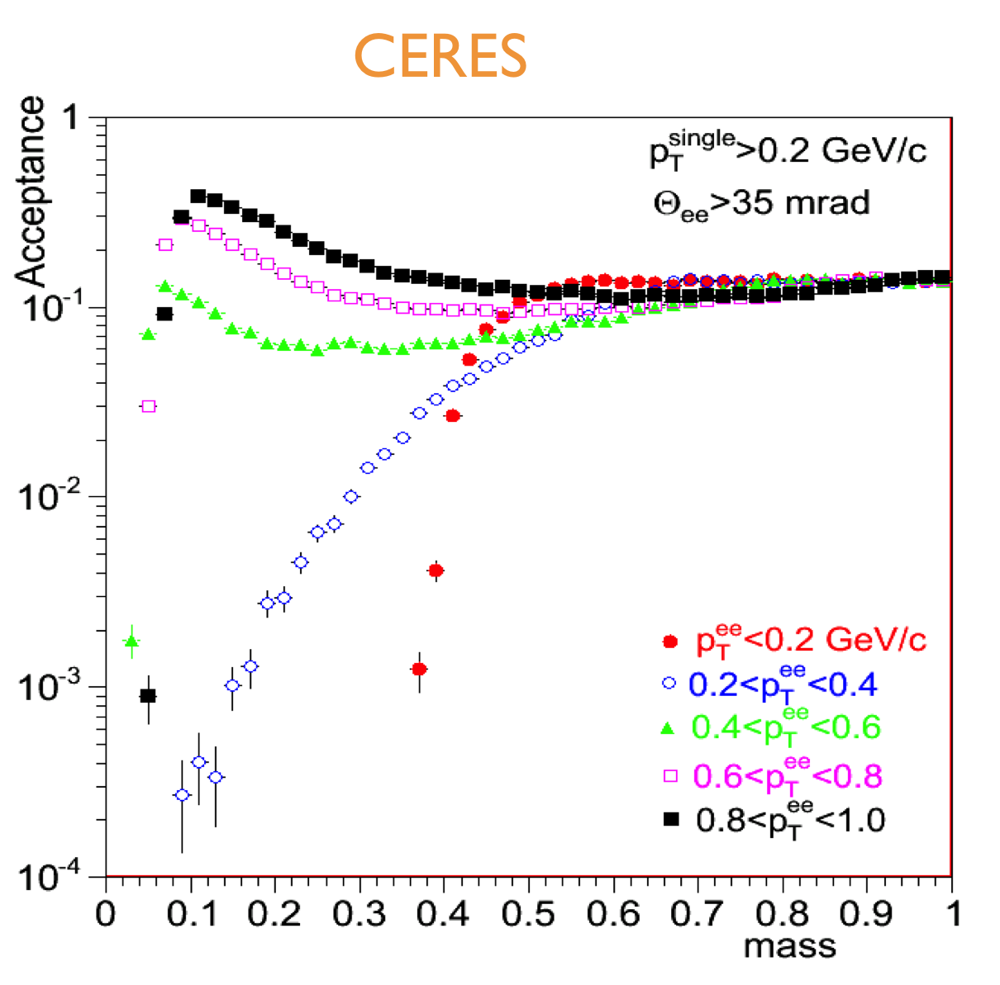 CERES
Acceptance
p_T^single>0.2 GeV/c
Θ_ee>35 mrad
1
10^-1
10^-2
10^-3
10^-4
p_T^ee<0.2 GeV/c
0.2<p_T^ee<0.4
0.4<p_T^ee<0.6
0.6<p_T^ee<0.8
0.8<p_T^ee<1.0
0 0.1 0.2 0.3 0.4 0.5 0.6 0.7 0.8 0.9 1
mass